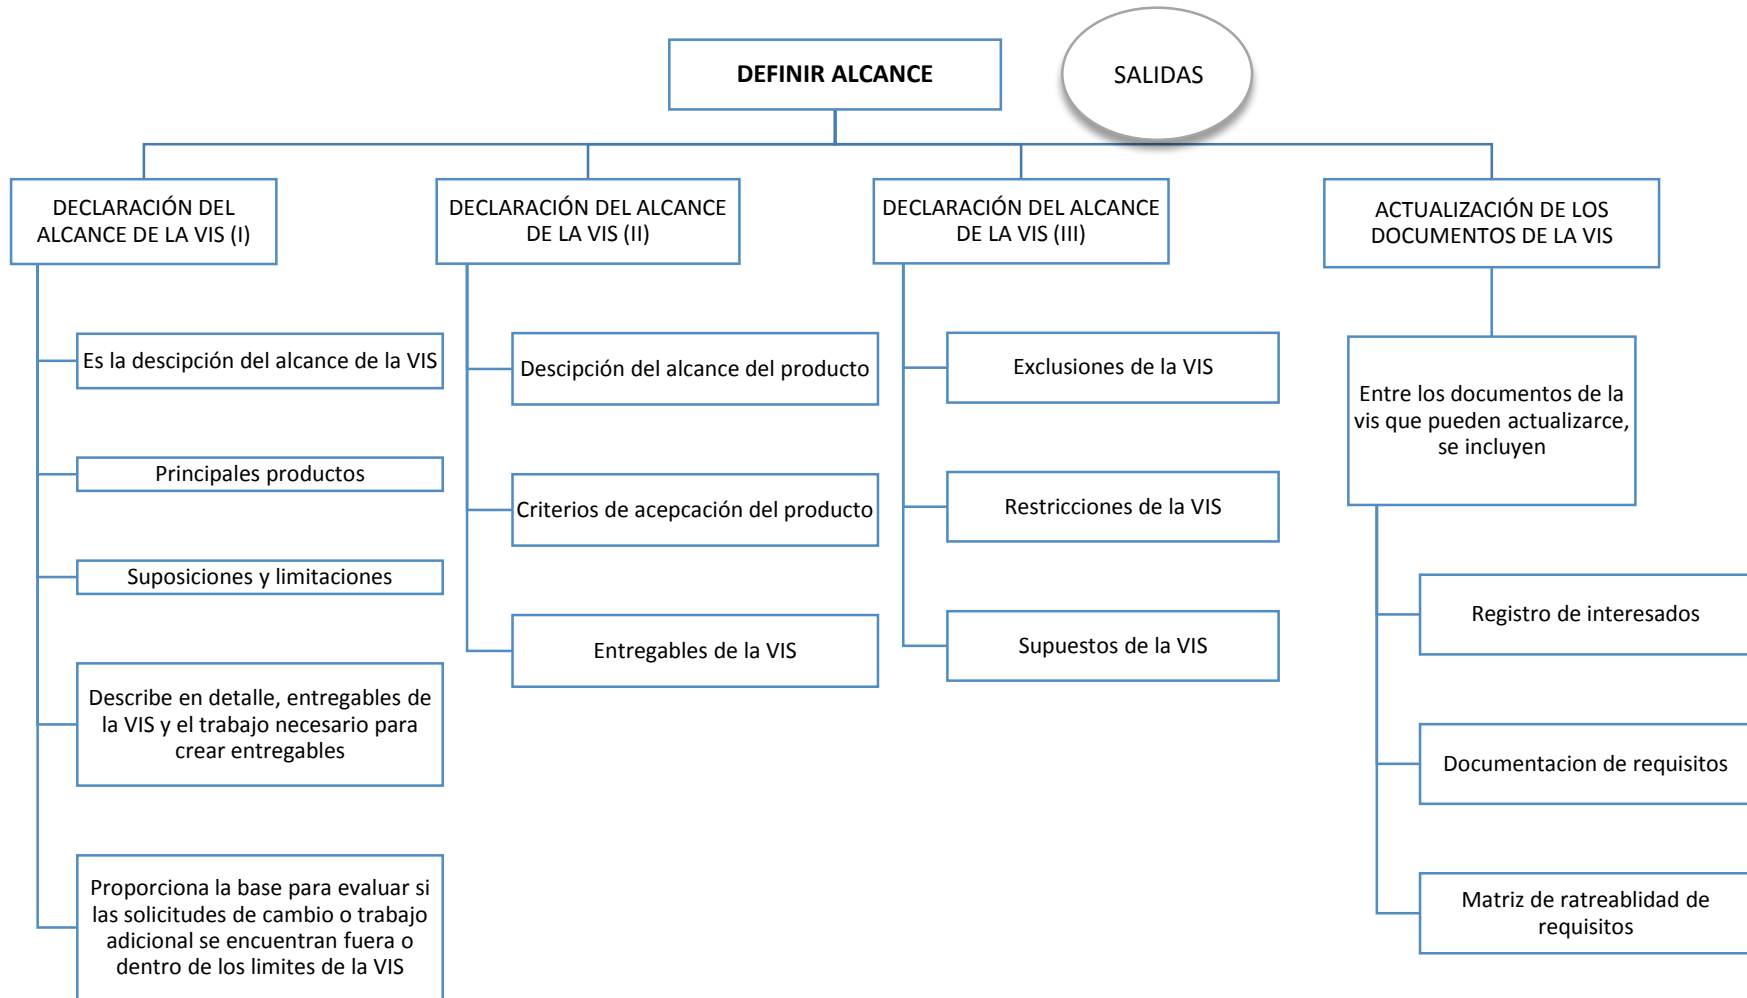 DEFINIR ALCANCE
SALIDAS
DECLARACIÓN DEL
ALCANCE DE LA VIS (I)
Es la descipción del alcance de la VIS
Principales productos
Suposiciones y limitaciones
Describe en detalle, entregables de
la VIS y el trabajo necesario para
crear entregables
Proporciona la base para evaluar si
las solicitudes de cambio o trabajo
adicional se encuentran fuera o
dentro de los limites de la VIS
DECLARACIÓN DEL ALCANCE
DE LA VIS (II)
Descipción del alcance del producto
Criterios de acepcación del producto
Entregables de la VIS
DECLARACIÓN DEL ALCANCE
DE LA VIS (III)
Exclusiones de la VIS
Restricciones de la VIS
Supuestos de la VIS
ACTUALIZACIÓN DE LOS
DOCUMENTOS DE LA VIS
Entre los documentos de la
vis que pueden actualizarce,
se incluyen
Registro de interesados
Documentacion de requisitos
Matriz de ratreablidad de
requisitos